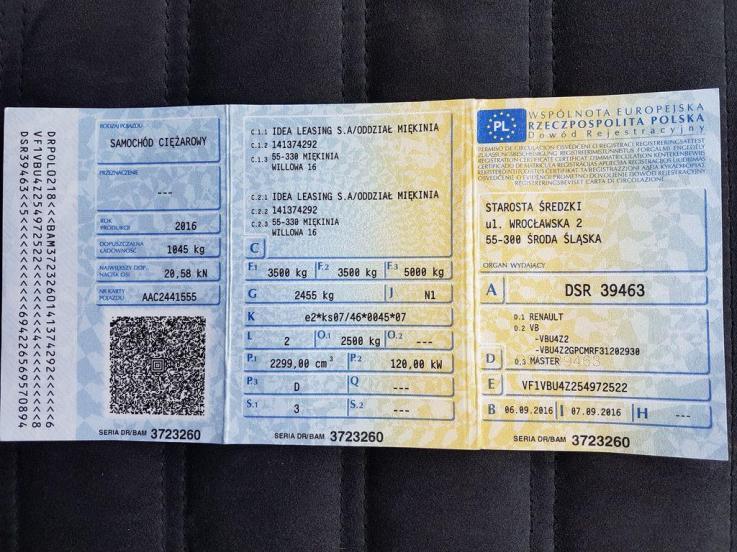 DRPOL0218<<BAM3723260141374292<<<<<<6
VF1VBU4Z254972522<<<<<<<<<<<<4<<<<<<8
DSR39463<<5<<<<<<<<<<<<<<694226569570894
RODZAJ POJAZDU
SAMOCHÓD CIĘŻAROWY
PRZEZNACZENIE
---
ROK PRODUKCJI 2016
DOPUSZCZALNA ŁADOWNOŚĆ 1045 kg
NAJWIĘKSZY DOP. NACISK OSI 20,58 kN
NR KARTY POJAZDU AAC2441555
SERIA DR/BAM 3723260
C.1.1 IDEA LEASING S.A/ODDZIAŁ MIĘKINIA
C.1.2 141374292
C.1.3 55-330 MIĘKINIA
WILLOWA 16
C.2.1 IDEA LEASING S.A/ODDZIAŁ MIĘKINIA
C.2.2 141374292
C.2.3 55-330 MIĘKINIA
WILLOWA 16
C
F.1 3500 kg F.2 3500 kg F.3 5000 kg
G 2455 kg J N1
K e2*ks07/46*0045*07
L 2 O.1 2500 kg O.2 ---
P.1 2299,00 cm³ P.2 120,00 kW
P.3 D Q ---
S.1 3 S.2 ---
SERIA DR/BAM 3723260
PL
WSPÓLNOTA EUROPEJSKA
RZECZPOSPOLITA POLSKA
Dowód Rejestracyjny
STAROSTA ŚREDZKI
ul. WROCŁAWSKA 2
55-300 ŚRODA ŚLĄSKA
ORGAN WYDAJĄCY
A DSR 39463
D.1 RENAULT
D.2 VB
-VBU4Z2
-VBU4Z2GPCMRF31202930
D D.3 MASTER
E VF1VBU4Z254972522
B 06.09.2016 I 07.09.2016 H ---
SERIA DR/BAM 3723260